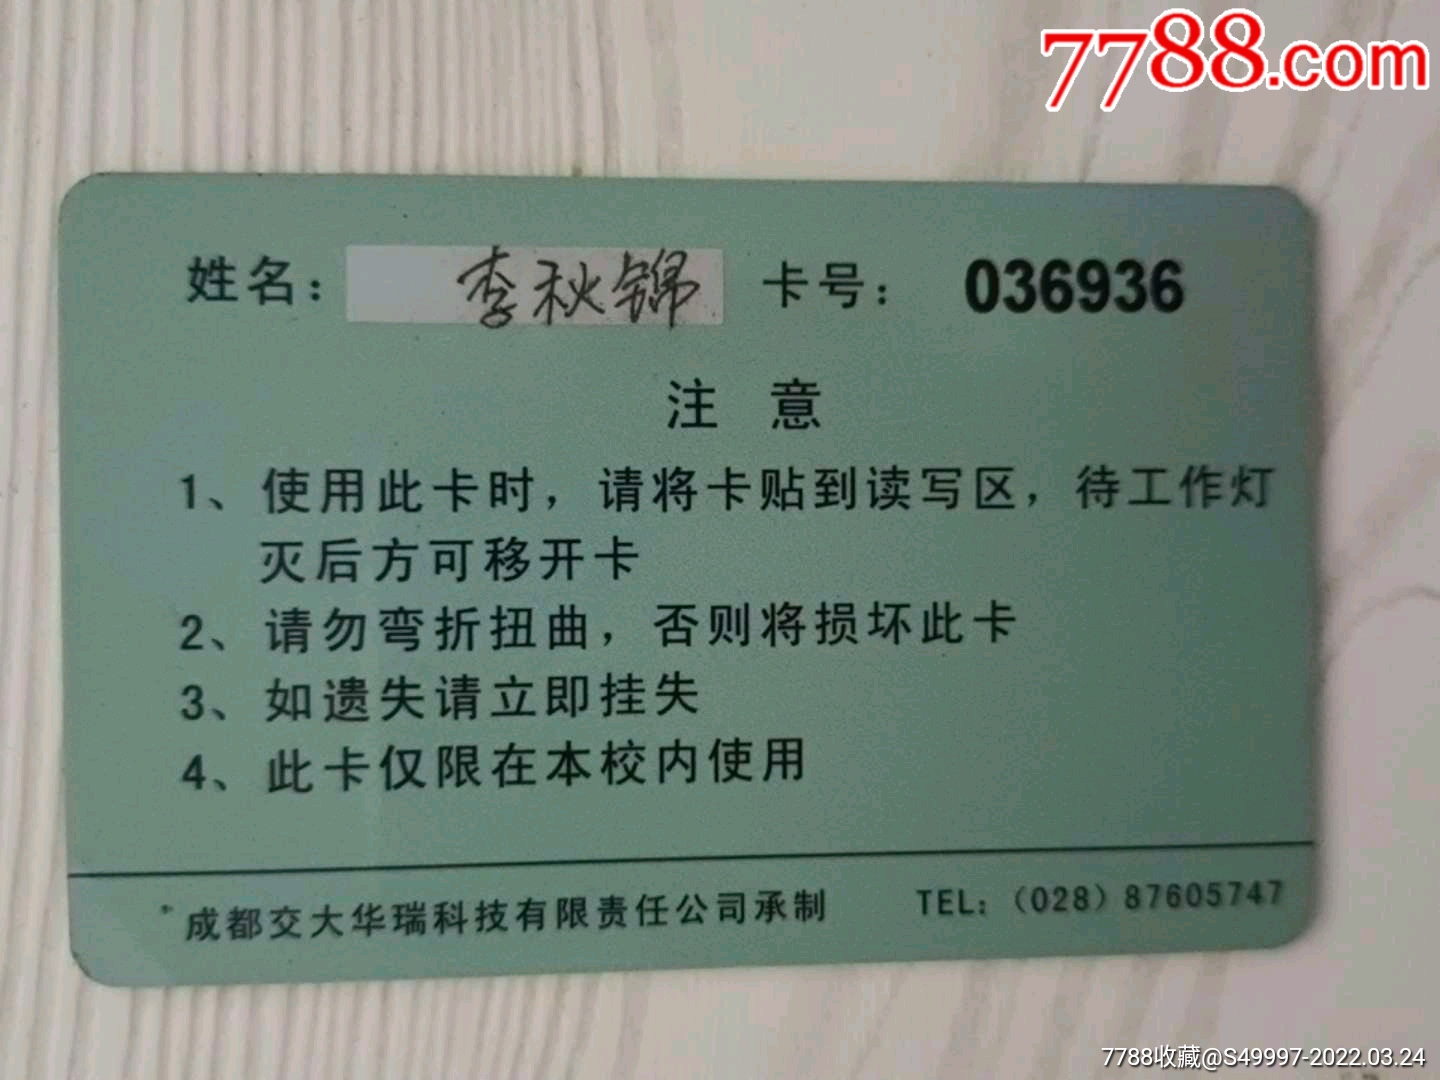 7788.com
姓名：李秋锦 卡号：036936
注 意
1、使用此卡时，请将卡贴到读写区，待工作灯
灭后方可移开卡
2、请勿弯折扭曲，否则将损坏此卡
3、如遗失请立即挂失
4、此卡仅限在本校内使用
成都交大华瑞科技有限责任公司承制 TEL:（028）87605747
7788收藏@S49997-2022.03.24